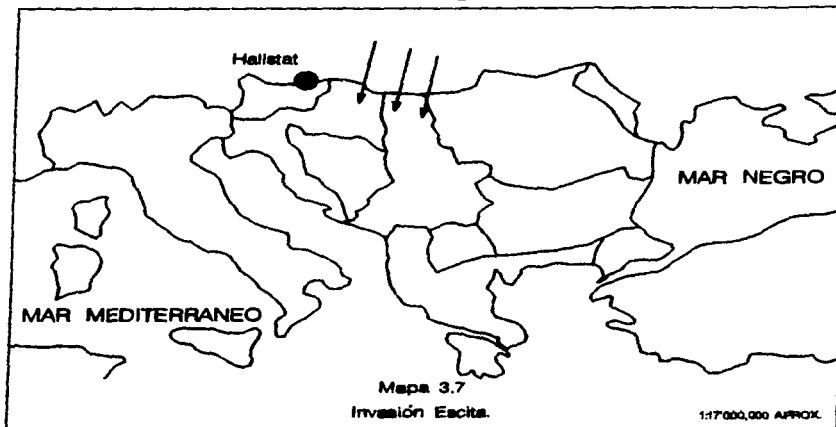 Hallstat
MAR NEGRO
MAR MEDITERRANEO
Mapa 3.7
Invasión Escita.
1:17'000,000 APROX.